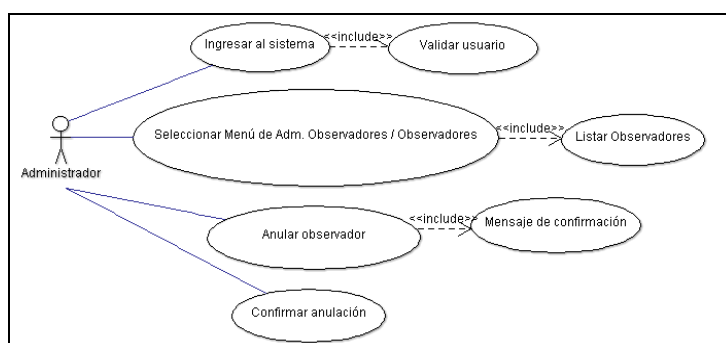 Ingresar al sistema
<<include>>
Validar usuario
Seleccionar Menú de Adm. Observadores / Observadores
<<include>>
Listar Observadores
Administrador
Anular observador
<<include>>
Mensaje de confirmación
Confirmar anulación